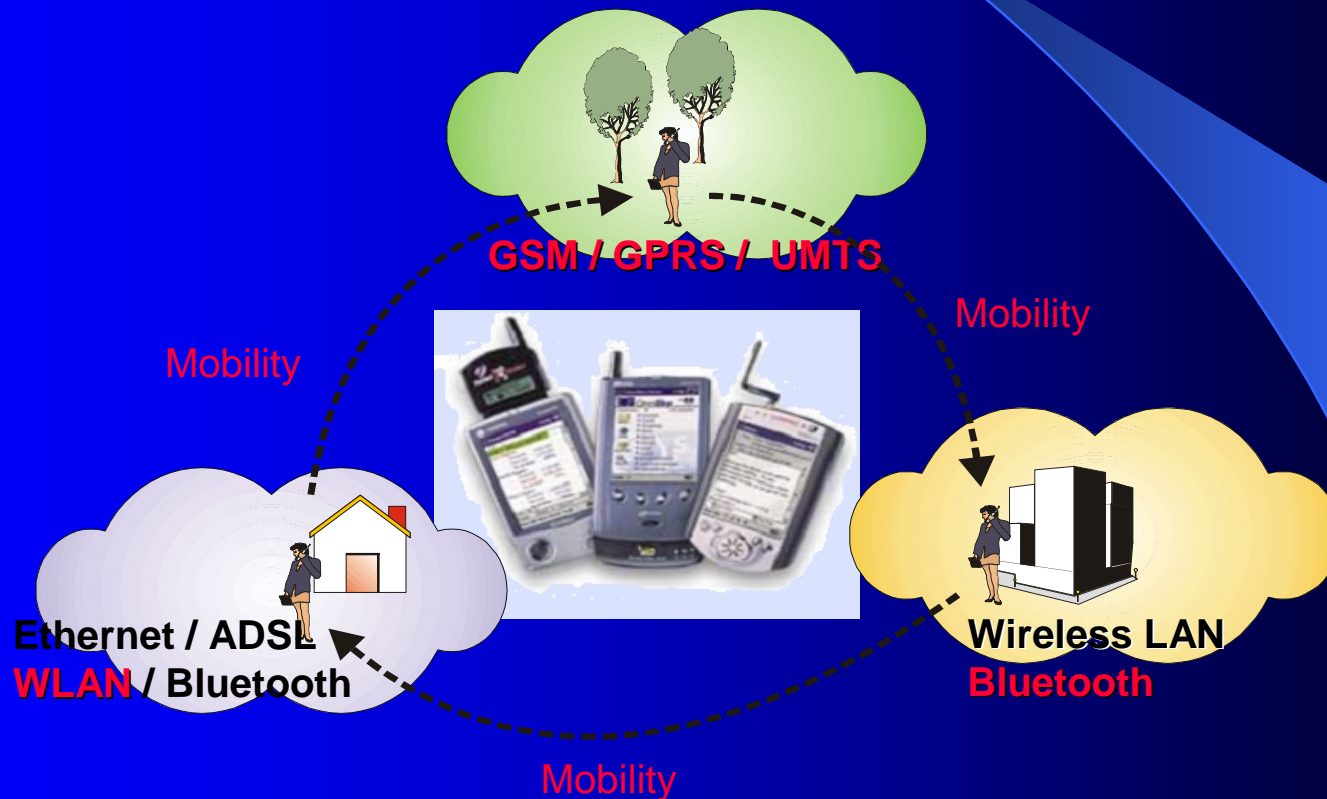 GSM / GPRS / UMTS
Mobility
Mobility
Ethernet / ADSL
WLAN / Bluetooth
Wireless LAN
Bluetooth
Mobility